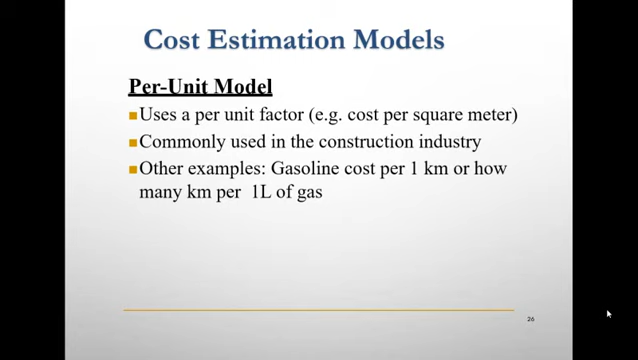 Cost Estimation Models
Per-Unit Model
Uses a per unit factor (e.g. cost per square meter)
Commonly used in the construction industry
Other examples: Gasoline cost per 1 km or how
many km per 1L of gas
26